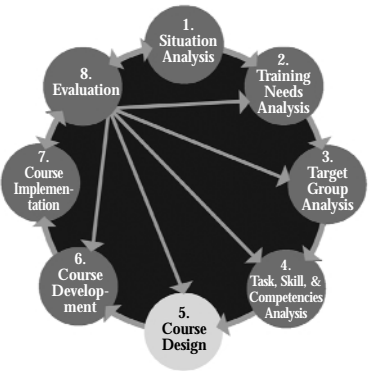 1.
Situation
Analysis
2.
Training
Needs
Analysis
3.
Target
Group
Analysis
4.
Task, Skill, &
Competencies
Analysis
5.
Course
Design
6.
Course
Develop-
ment
7.
Course
Implemen-
tation
8.
Evaluation